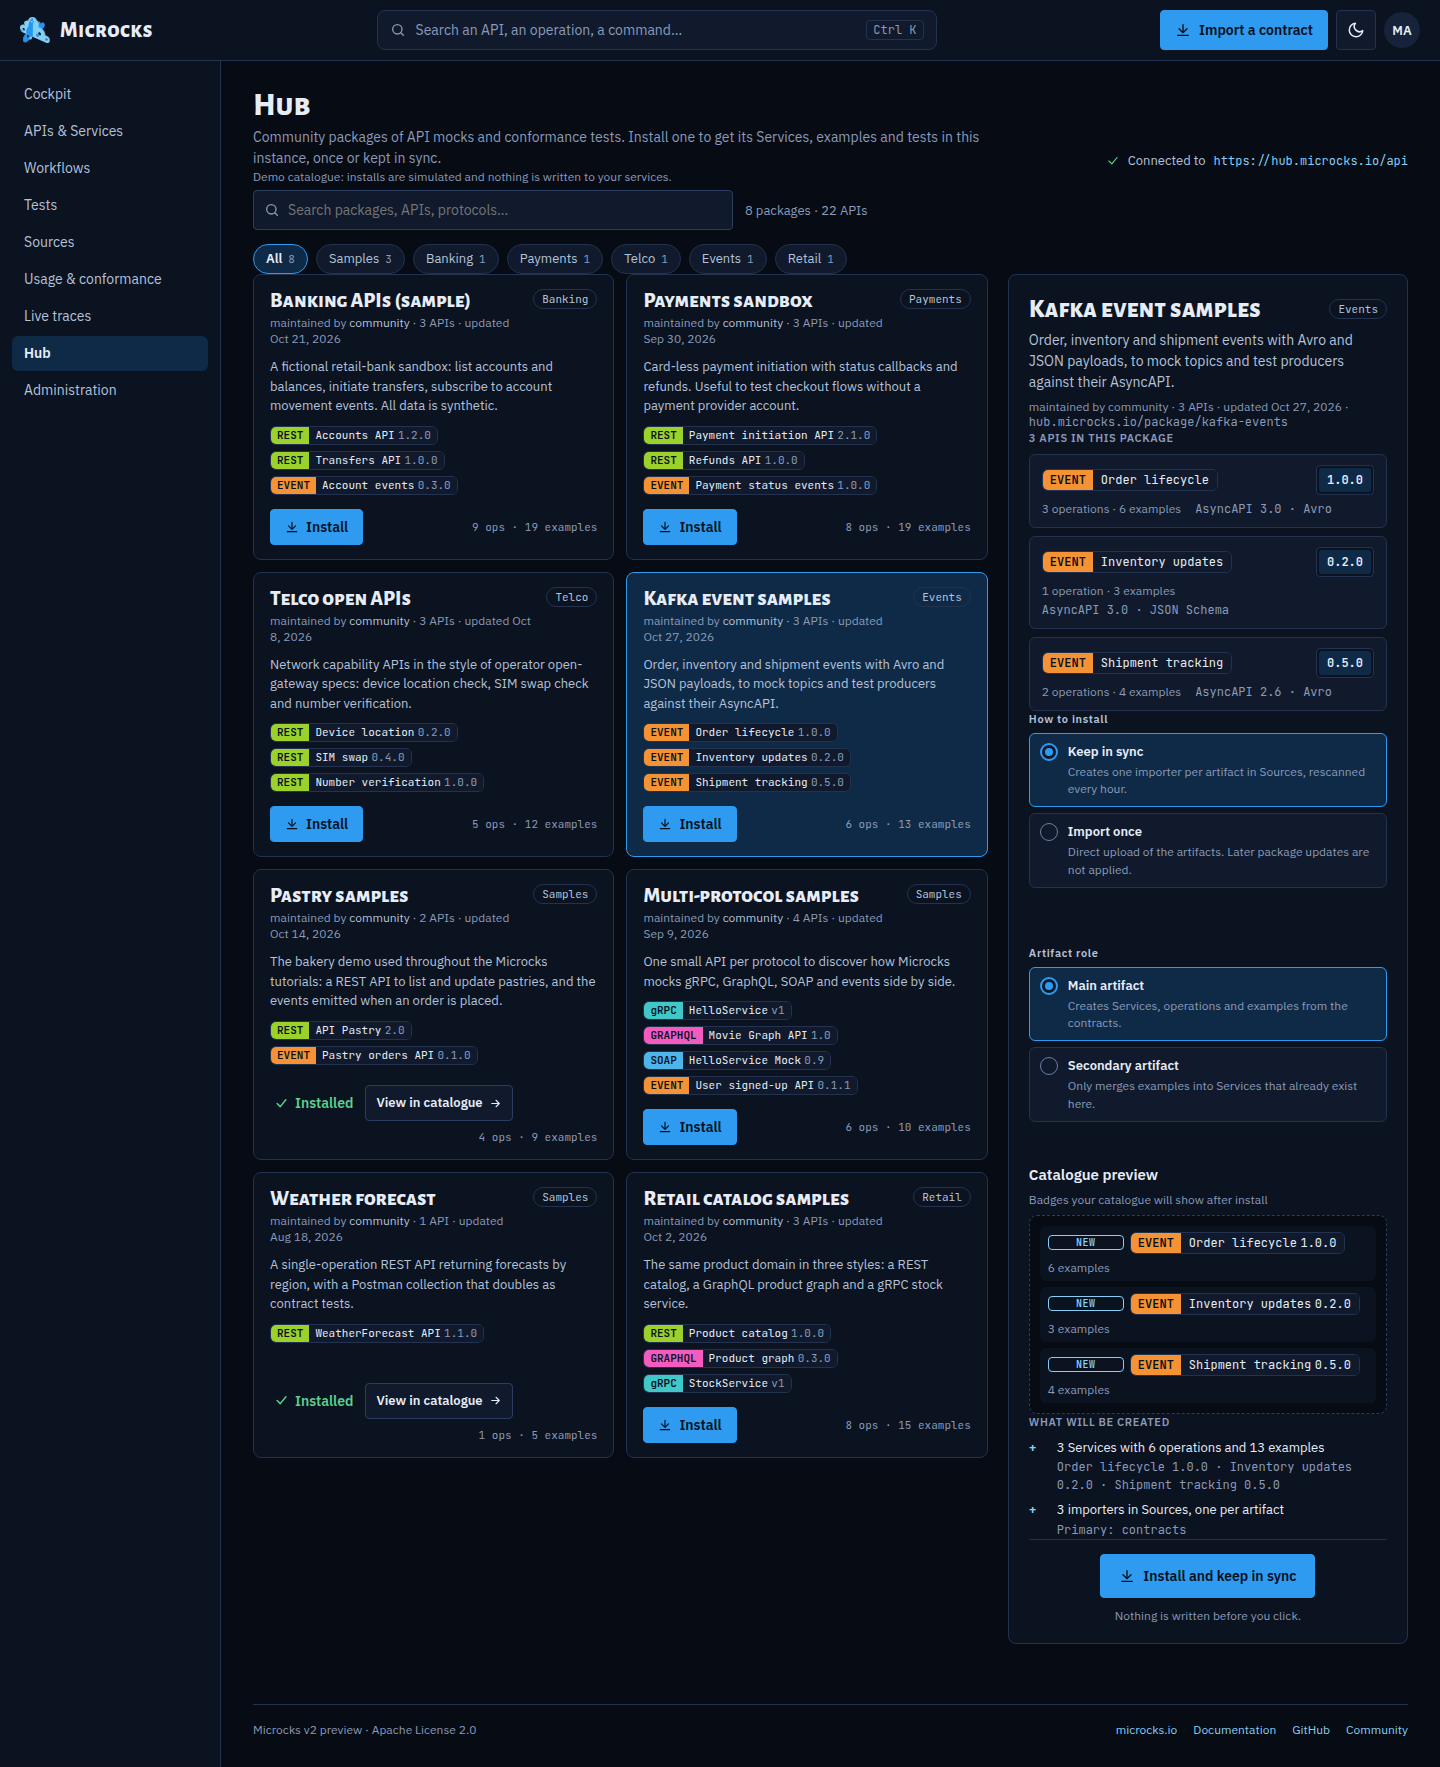 Microcks
Search an API, an operation, a command...
Ctrl K
Import a contract
MA
Cockpit
APIs & Services
Workflows
Tests
Sources
Usage & conformance
Live traces
Hub
Administration
Hub
Community packages of API mocks and conformance tests. Install one to get its Services, examples and tests in this
instance, once or kept in sync.
Demo catalogue: installs are simulated and nothing is written to your services.
Connected to https://hub.microcks.io/api
Search packages, APIs, protocols...
8 packages · 22 APIs
All 8
Samples 3
Banking 1
Payments 1
Telco 1
Events 1
Retail 1
Banking APIs (sample)
Banking
maintained by community · 3 APIs · updated
Oct 21, 2026
A fictional retail-bank sandbox: list accounts and
balances, initiate transfers, subscribe to account
movement events. All data is synthetic.
REST Accounts API 1.2.0
REST Transfers API 1.0.0
EVENT Account events 0.3.0
Install
9 ops · 19 examples
Payments sandbox
Payments
maintained by community · 3 APIs · updated
Sep 30, 2026
Card-less payment initiation with status callbacks and
refunds. Useful to test checkout flows without a
payment provider account.
REST Payment initiation API 2.1.0
REST Refunds API 1.0.0
EVENT Payment status events 1.0.0
Install
8 ops · 19 examples
Telco open APIs
Telco
maintained by community · 3 APIs · updated Oct
8, 2026
Network capability APIs in the style of operator open-
gateway specs: device location check, SIM swap check
and number verification.
REST Device location 0.2.0
REST SIM swap 0.4.0
REST Number verification 1.0.0
Install
5 ops · 12 examples
Kafka event samples
Events
maintained by community · 3 APIs · updated
Oct 27, 2026
Order, inventory and shipment events with Avro and
JSON payloads, to mock topics and test producers
against their AsyncAPI.
EVENT Order lifecycle 1.0.0
EVENT Inventory updates 0.2.0
EVENT Shipment tracking 0.5.0
Install
6 ops · 13 examples
Pastry samples
Samples
maintained by community · 2 APIs · updated
Oct 14, 2026
The bakery demo used throughout the Microcks
tutorials: a REST API to list and update pastries, and the
events emitted when an order is placed.
REST API Pastry 2.0
EVENT Pastry orders API 0.1.0
Installed
View in catalogue →
4 ops · 9 examples
Multi-protocol samples
Samples
maintained by community · 4 APIs · updated
Sep 9, 2026
One small API per protocol to discover how Microcks
mocks gRPC, GraphQL, SOAP and events side by side.
gRPC HelloService v1
GRAPHQL Movie Graph API 1.0
SOAP HelloService Mock 0.9
EVENT User signed-up API 0.1.1
Install
6 ops · 10 examples
Weather forecast
Samples
maintained by community · 1 API · updated
Aug 18, 2026
A single-operation REST API returning forecasts by
region, with a Postman collection that doubles as
contract tests.
REST WeatherForecast API 1.1.0
Installed
View in catalogue →
1 ops · 5 examples
Retail catalog samples
Retail
maintained by community · 3 APIs · updated
Oct 2, 2026
The same product domain in three styles: a REST
catalog, a GraphQL product graph and a gRPC stock
service.
REST Product catalog 1.0.0
GRAPHQL Product graph 0.3.0
gRPC StockService v1
Install
8 ops · 15 examples
Kafka event samples
Events
Order, inventory and shipment events with Avro and
JSON payloads, to mock topics and test producers
against their AsyncAPI.
maintained by community · 3 APIs · updated Oct 27, 2026 ·
hub.microcks.io/package/kafka-events
3 APIS IN THIS PACKAGE
EVENT Order lifecycle
1.0.0
3 operations · 6 examples AsyncAPI 3.0 · Avro
EVENT Inventory updates
0.2.0
1 operation · 3 examples
AsyncAPI 3.0 · JSON Schema
EVENT Shipment tracking
0.5.0
2 operations · 4 examples AsyncAPI 2.6 · Avro
How to install
Keep in sync
Creates one importer per artifact in Sources, rescanned
every hour.
Import once
Direct upload of the artifacts. Later package updates are
not applied.
Artifact role
Main artifact
Creates Services, operations and examples from the
contracts.
Secondary artifact
Only merges examples into Services that already exist
here.
Catalogue preview
Badges your catalogue will show after install
NEW EVENT Order lifecycle 1.0.0
6 examples
NEW EVENT Inventory updates 0.2.0
3 examples
NEW EVENT Shipment tracking 0.5.0
4 examples
WHAT WILL BE CREATED
+ 3 Services with 6 operations and 13 examples
Order lifecycle 1.0.0 · Inventory updates
0.2.0 · Shipment tracking 0.5.0
+ 3 importers in Sources, one per artifact
Primary: contracts
Install and keep in sync
Nothing is written before you click.
Microcks v2 preview · Apache License 2.0
microcks.io
Documentation
GitHub
Community